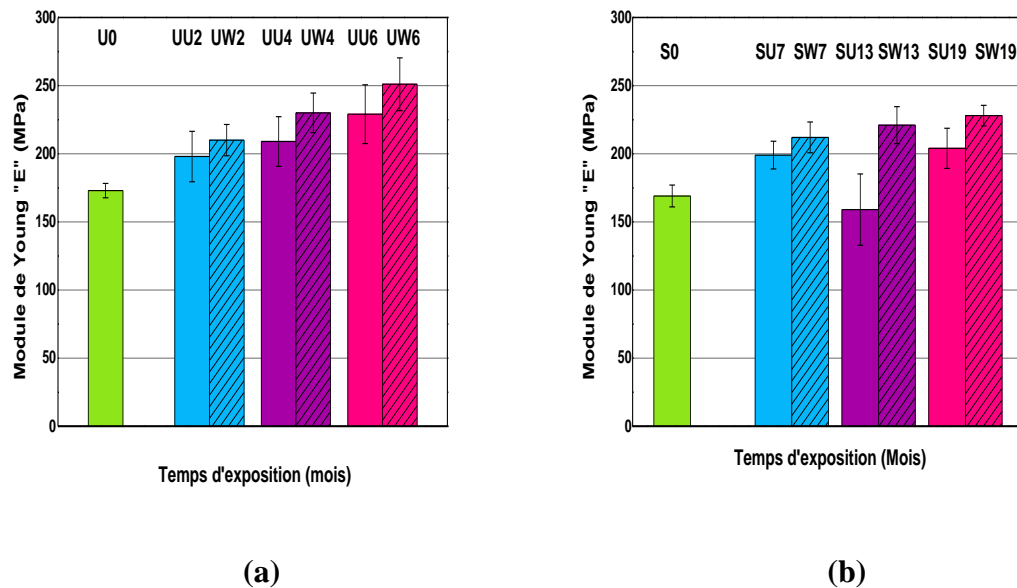 300
250
200
150
100
50
0
Module de Young "E" (MPa)
U0 UU2 UW2 UU4 UW4 UU6 UW6
Temps d'exposition (mois)
(a)
300
250
200
150
100
50
0
Module de Young "E" (MPa)
S0 SU7 SW7 SU13 SW13 SU19 SW19
Temps d'exposition (Mois)
(b)